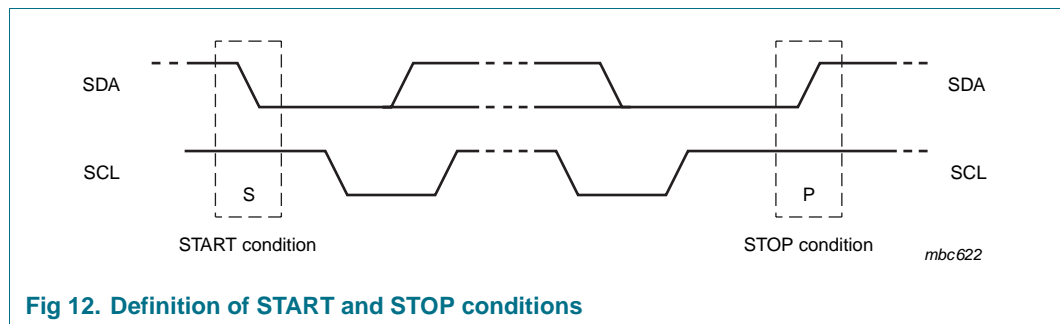 SDA SDA
SCL SCL
S P
START condition STOP condition
mbc622
Fig 12. Definition of START and STOP conditions